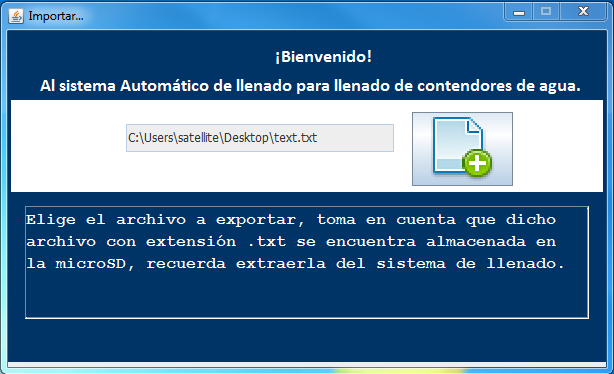 Importar...
¡Bienvenido!
Al sistema Automático de llenado para llenado de contendores de agua.
C:\Users\satellite\Desktop\text.txt
Elige el archivo a exportar, toma en cuenta que dicho
archivo con extensión .txt se encuentra almacenada en
la microSD, recuerda extraerla del sistema de llenado.